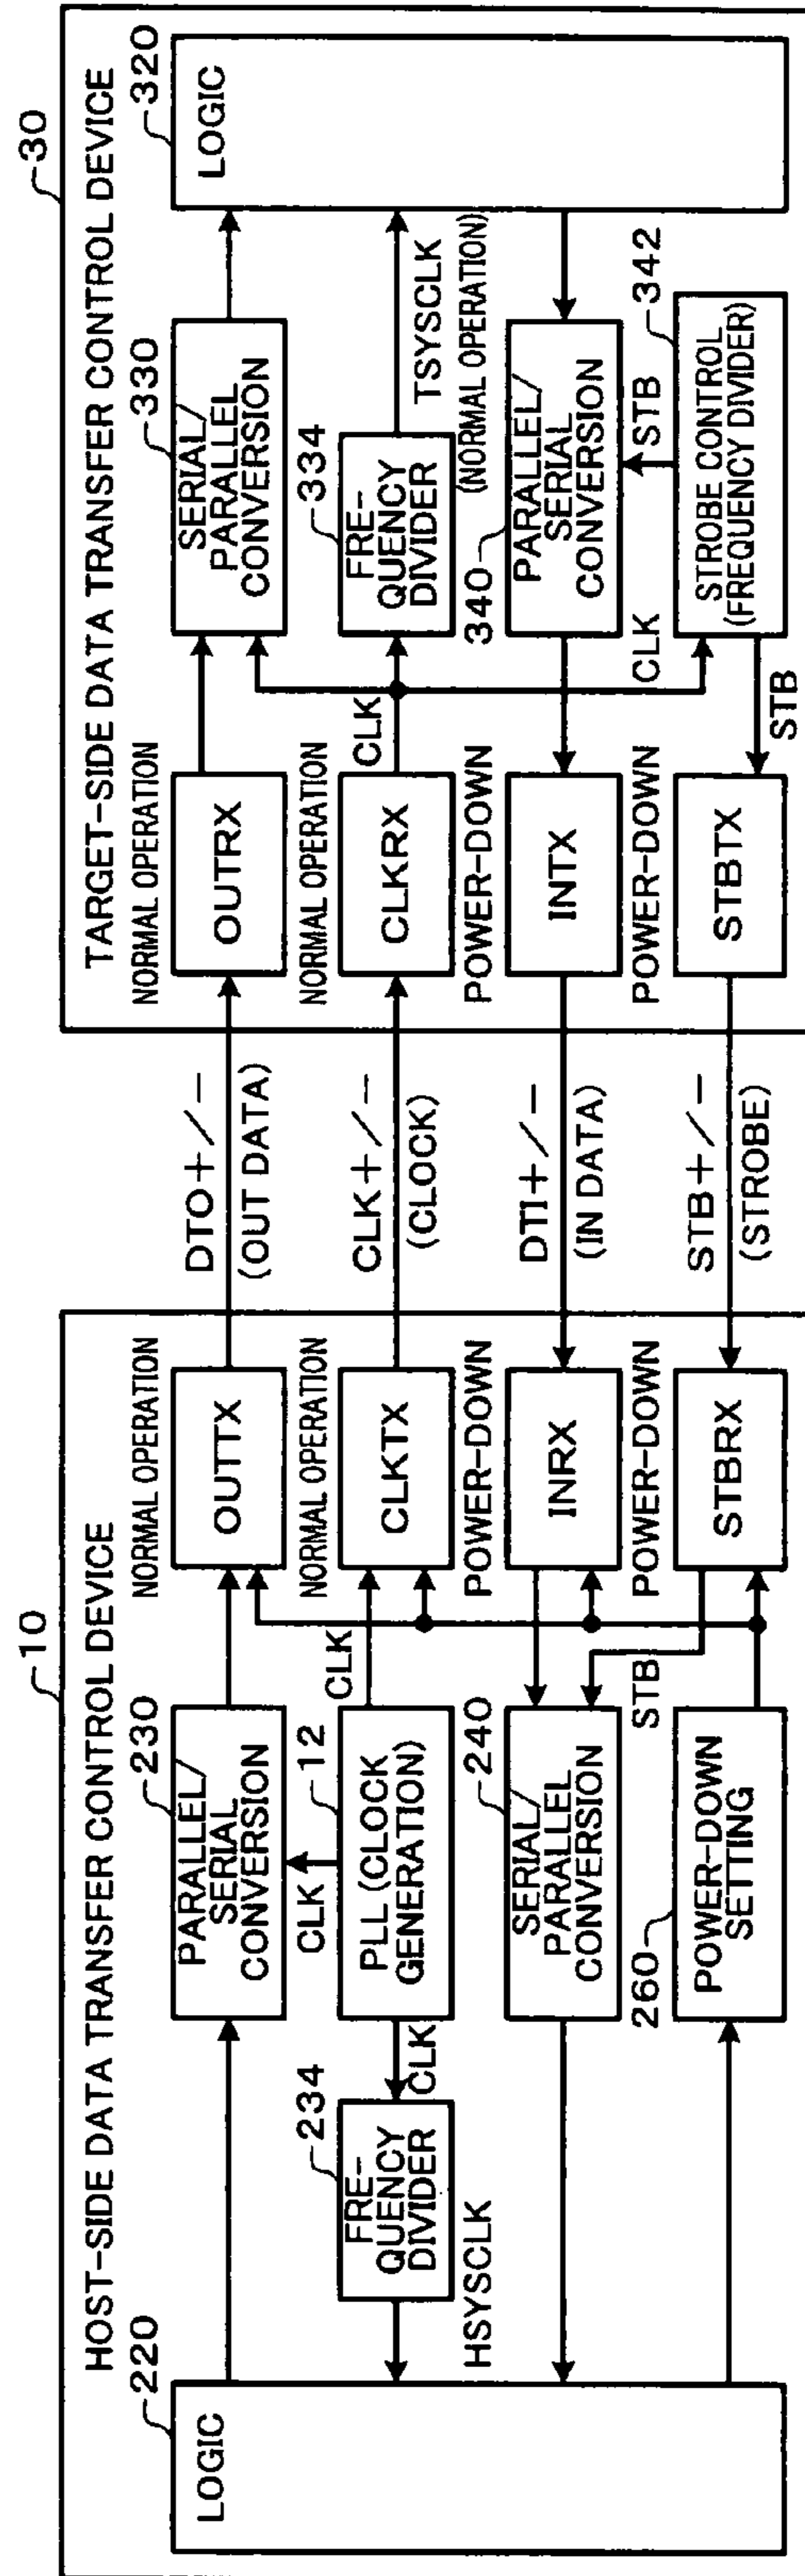 10
HOST-SIDE DATA TRANSFER CONTROL DEVICE
220
LOGIC
230
PARALLEL/
SERIAL
CONVERSION
NORMAL OPERATION
OUTTX
234
FRE-
QUENCY
DIVIDER
HSYSCLK
CLK
CLK
12
PLL (CLOCK
GENERATION)
CLK
NORMAL OPERATION
CLKTX
240
SERIAL/
PARALLEL
CONVERSION
POWER-DOWN
INRX
STB
260
POWER-DOWN
SETTING
POWER-DOWN
STBRX
DTO+/-
(OUT DATA)
CLK+/-
(CLOCK)
DTI+/-
(IN DATA)
STB+/-
(STROBE)
30
TARGET-SIDE DATA TRANSFER CONTROL DEVICE
NORMAL OPERATION
OUTRX
330
SERIAL/
PARALLEL
CONVERSION
320
LOGIC
NORMAL OPERATION
CLKRX
CLK
334
FRE-
QUENCY
DIVIDER
TSYSCLK
(NORMAL OPERATION)
POWER-DOWN
INTX
340
PARALLEL/
SERIAL
CONVERSION
CLK
STB
342
POWER-DOWN
STBTX
STB
STROBE CONTROL
(FREQUENCY DIVIDER)